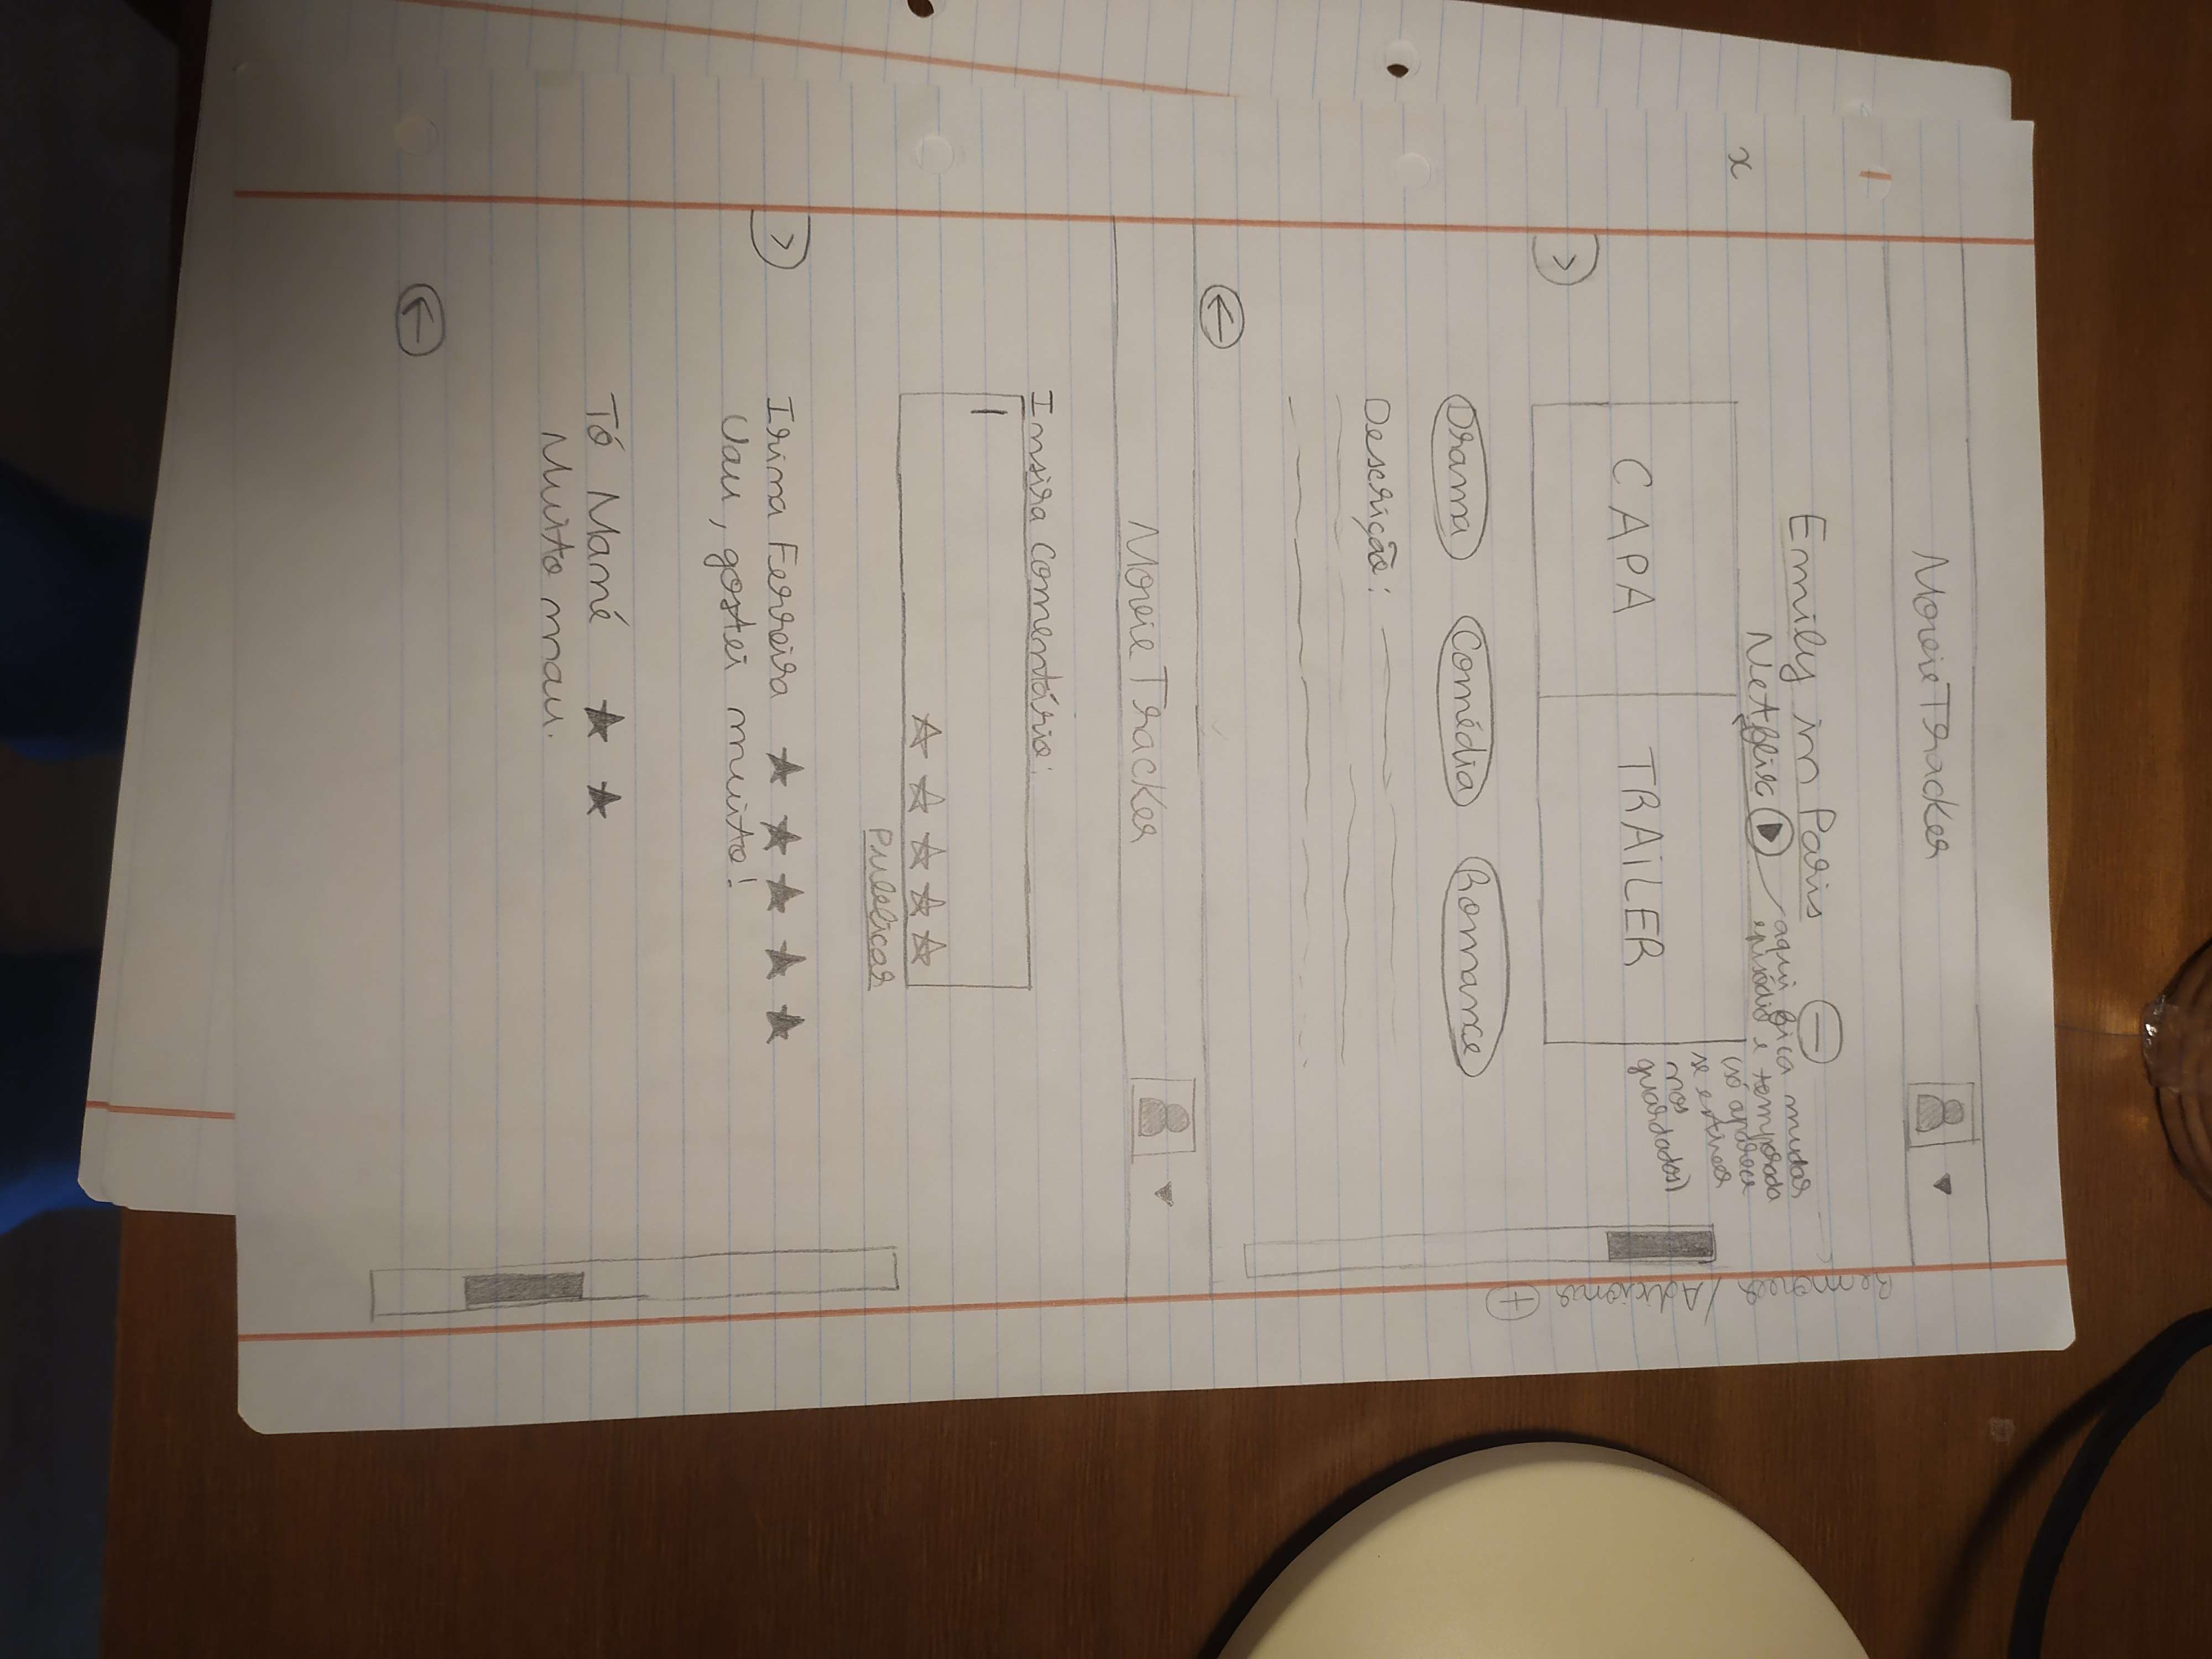 MovieTracker
Emily in Paris
Netflix
aqui fica mudar
episódio e temporada
(só aparece
se estiver
nos
guardados)
Remover / Adicionar +
x
CAPA
TRAILER
>
Drama
Comédia
Romance
Descrição:
MovieTracker
Insira Comentário:
Publicar
>
Irina Ferreira
Uau, gostei muito!
Tó Mané
Muito mau.